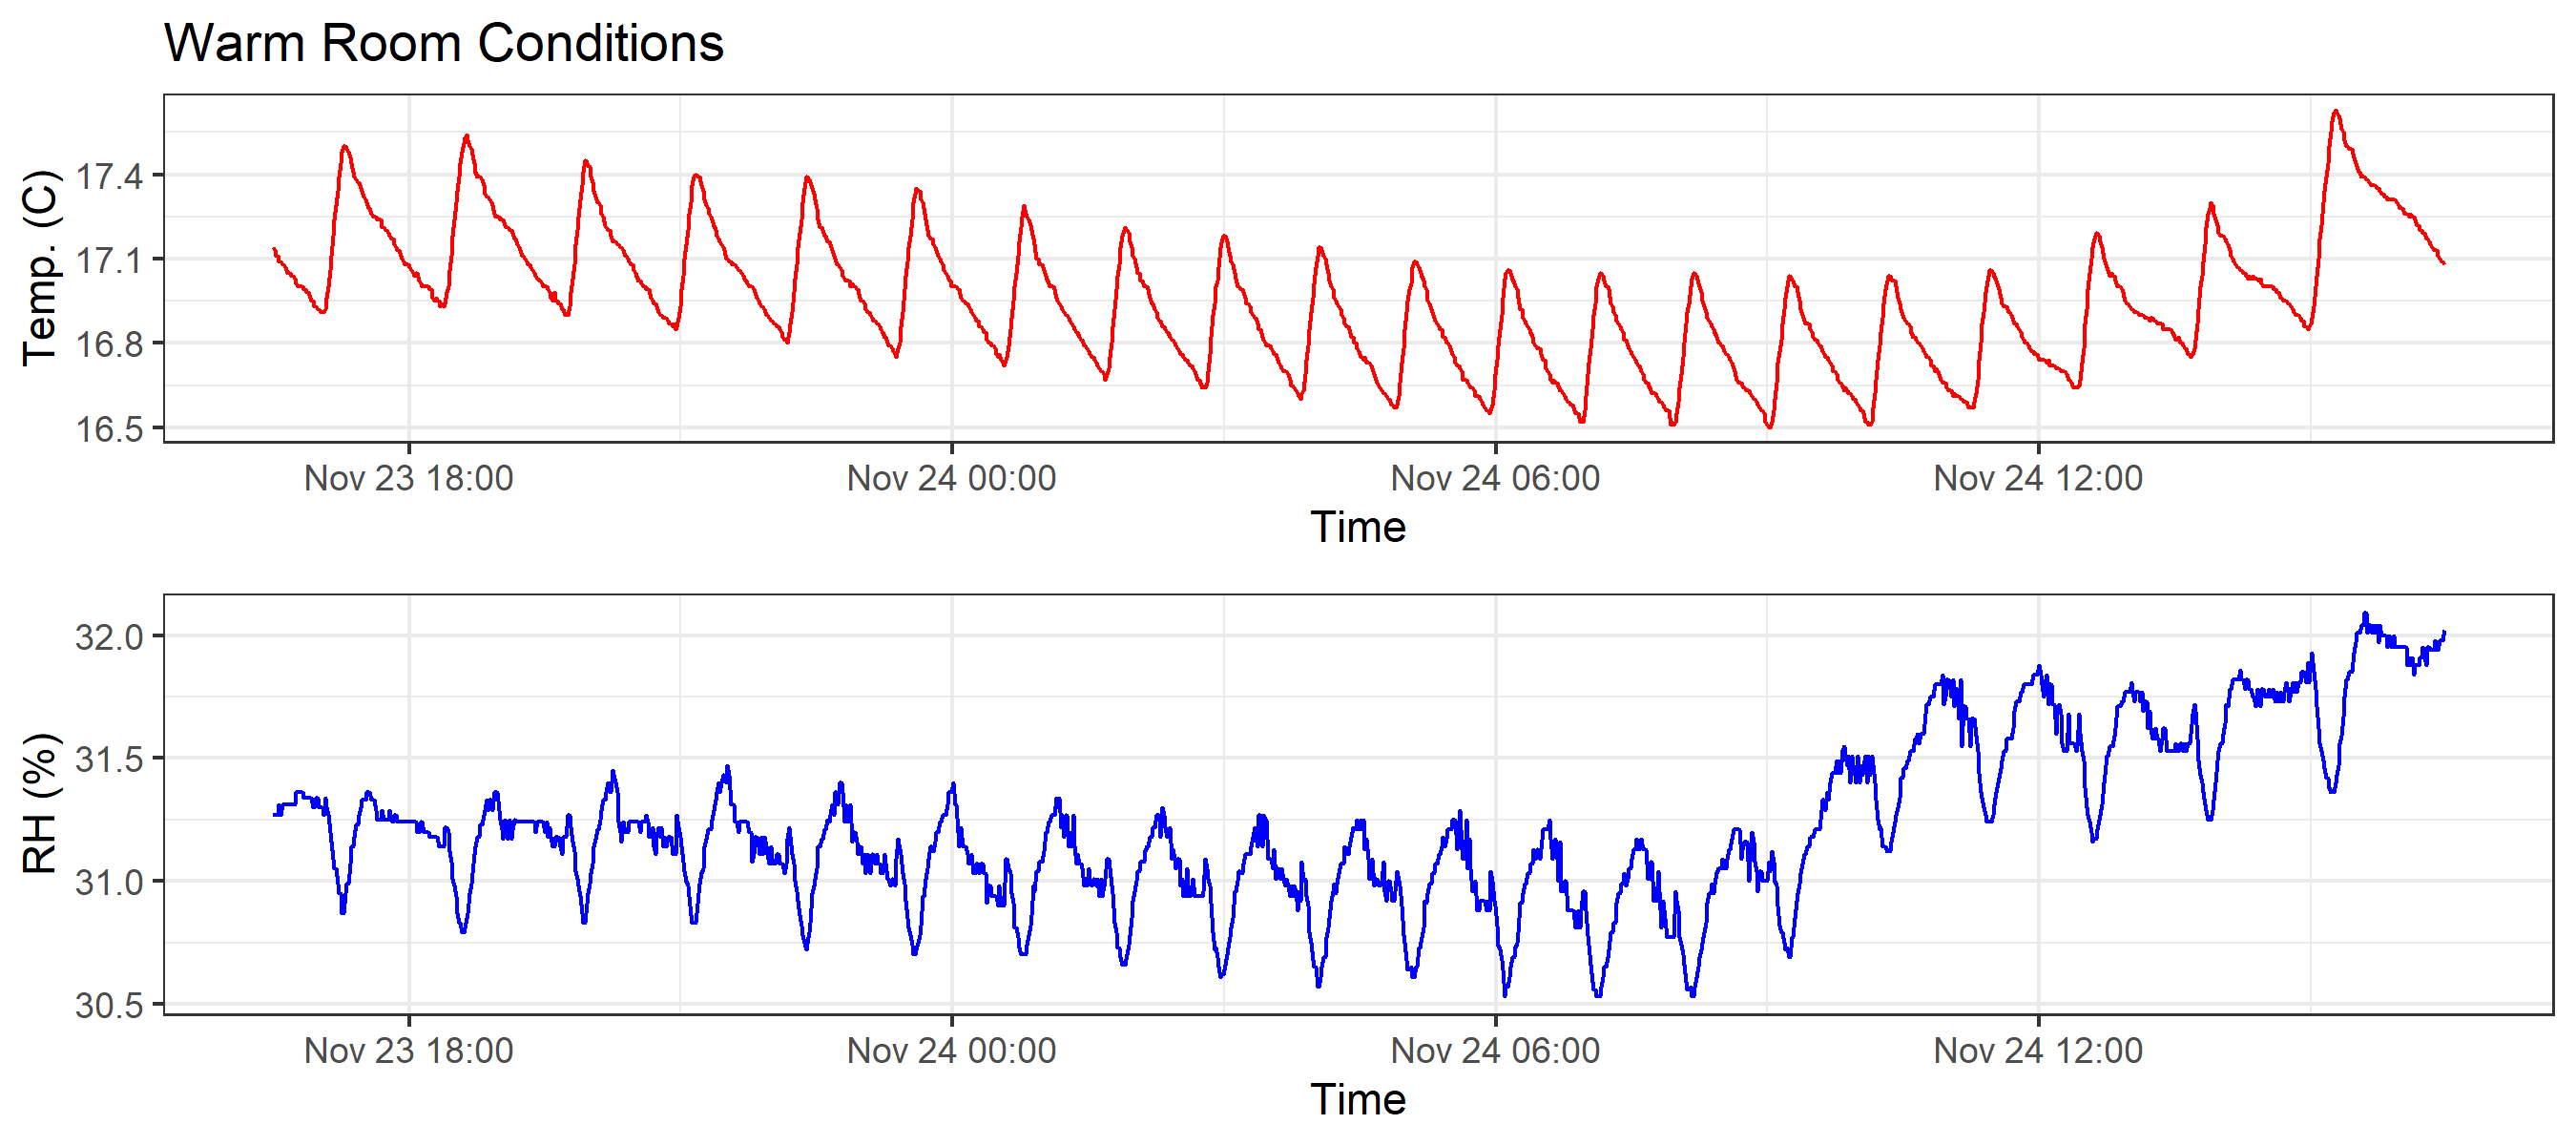 Warm Room Conditions
Temp. (C)
17.4
17.1
16.8
16.5
Nov 23 18:00 Nov 24 00:00 Nov 24 06:00 Nov 24 12:00
Time
RH (%)
32.0
31.5
31.0
30.5
Nov 23 18:00 Nov 24 00:00 Nov 24 06:00 Nov 24 12:00
Time